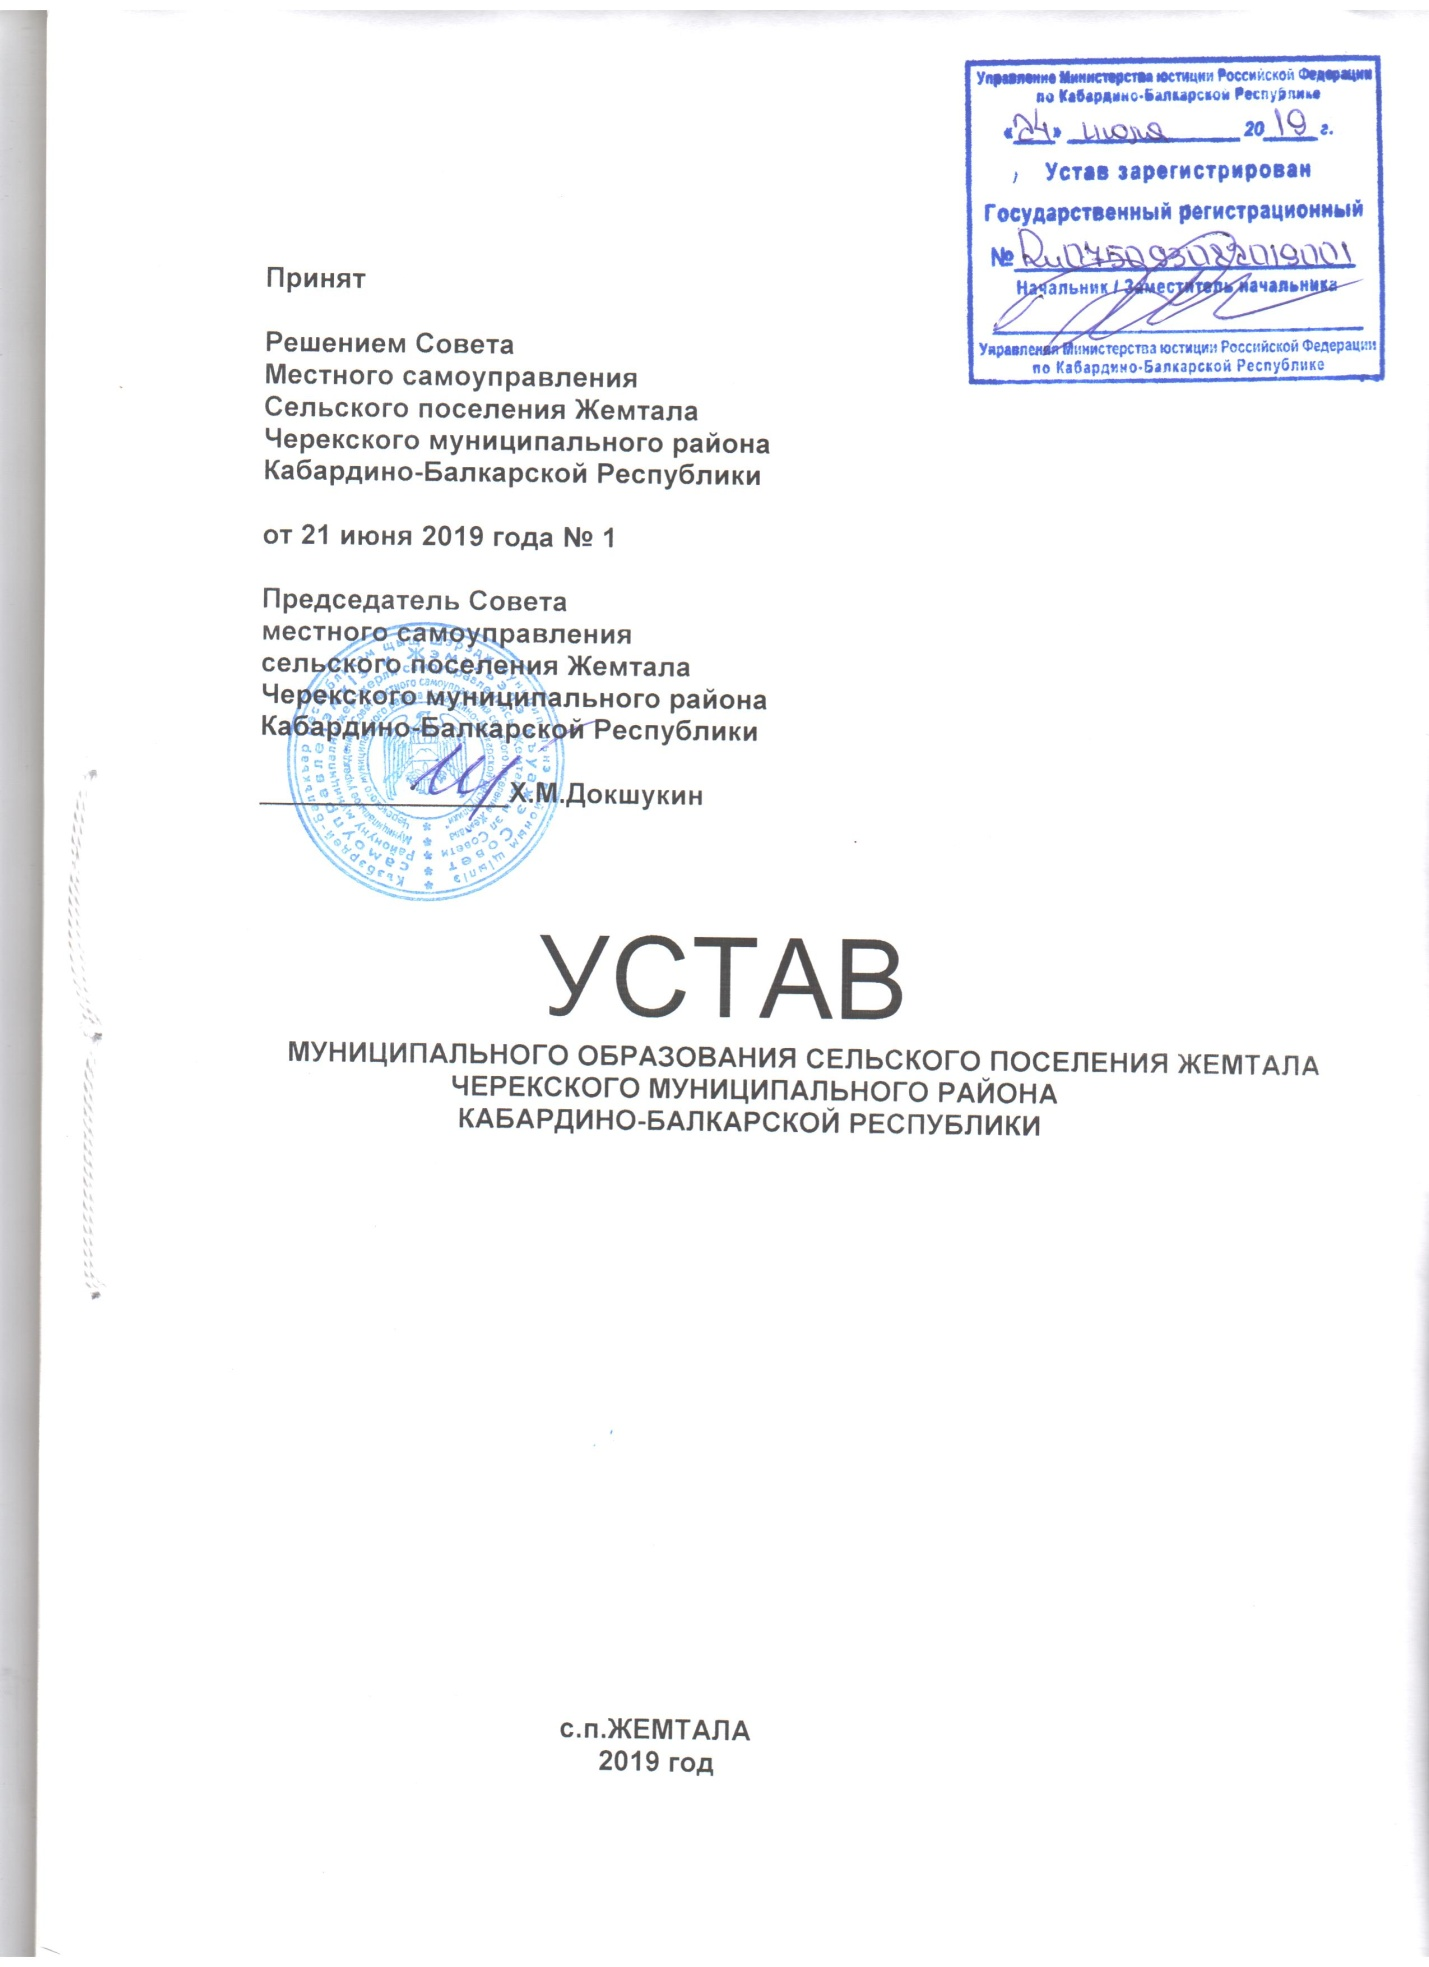 Управление Министерства юстиции Российской Федерации
по Кабардино-Балкарской Республике
«24» июля 2019 г.
Устав зарегистрирован
Государственный регистрационный
№ Ru075093082019001
Начальник / Заместитель начальника
Управления Министерства юстиции Российской Федерации
по Кабардино-Балкарской Республике
Принят
Решением Совета
Местного самоуправления
Сельского поселения Жемтала
Черекского муниципального района
Кабардино-Балкарской Республики
от 21 июня 2019 года № 1
Председатель Совета
местного самоуправления
сельского поселения Жемтала
Черекского муниципального района
Кабардино-Балкарской Республики
Х.М.Докшукин
УСТАВ
МУНИЦИПАЛЬНОГО ОБРАЗОВАНИЯ СЕЛЬСКОГО ПОСЕЛЕНИЯ ЖЕМТАЛА
ЧЕРЕКСКОГО МУНИЦИПАЛЬНОГО РАЙОНА
КАБАРДИНО-БАЛКАРСКОЙ РЕСПУБЛИКИ
с.п.ЖЕМТАЛА
2019 год